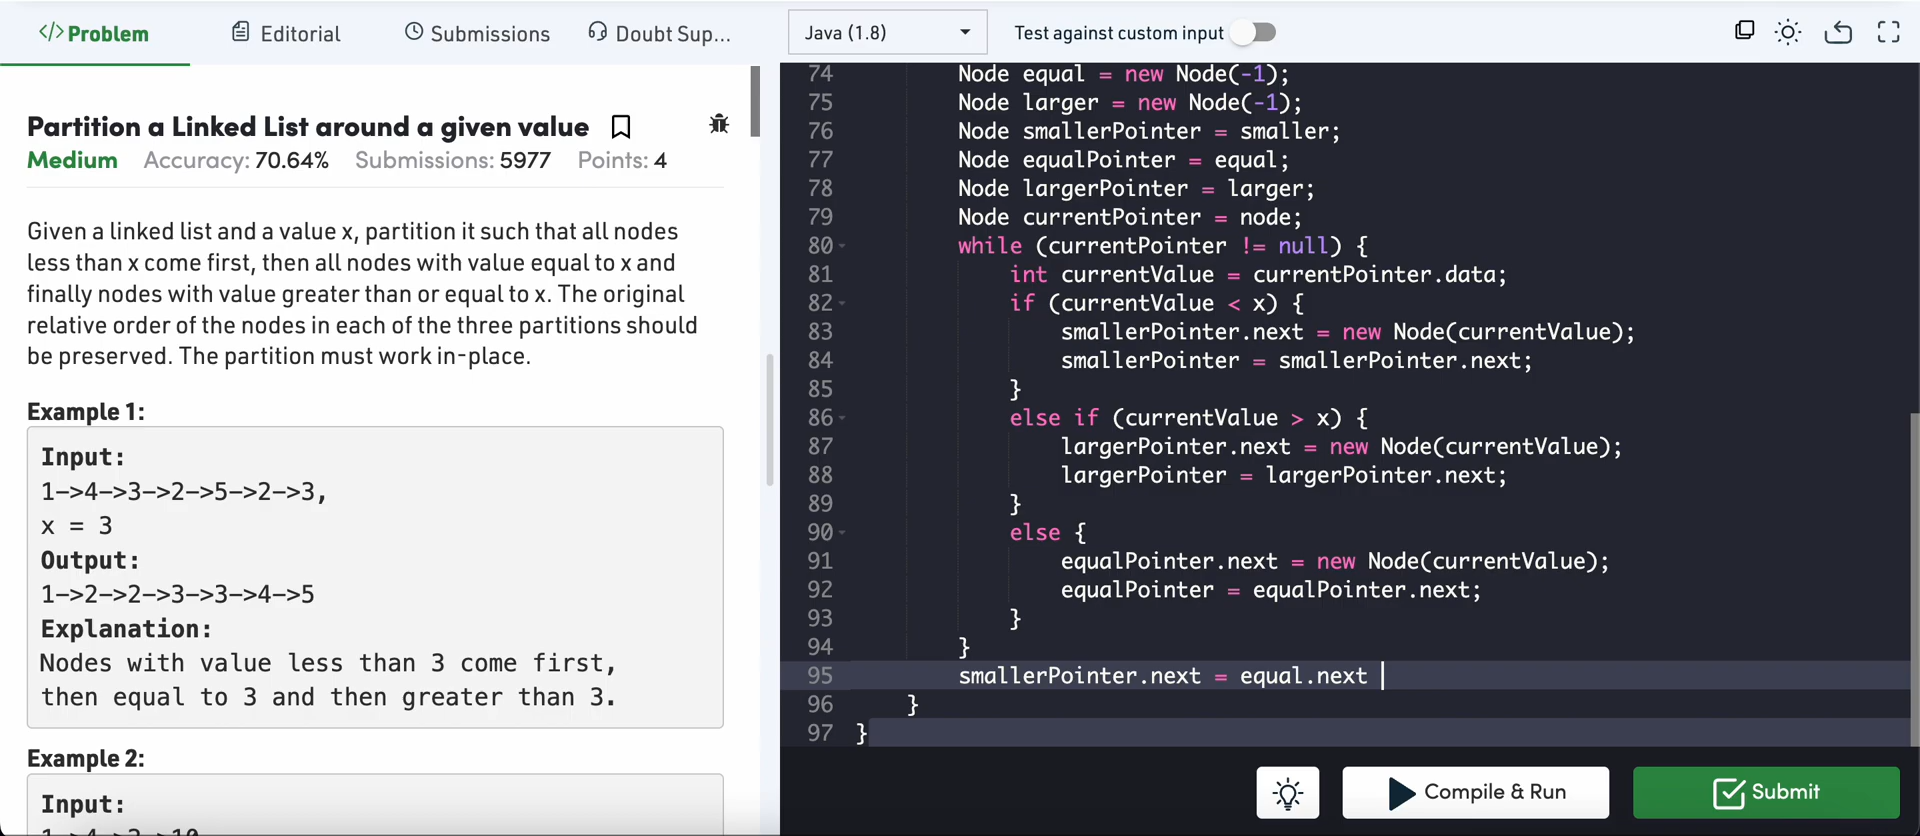 </>Problem
Editorial
Submissions
Doubt Sup...
Java (1.8)
Test against custom input
Partition a Linked List around a given value
Medium Accuracy: 70.64% Submissions: 5977 Points: 4
Given a linked list and a value x, partition it such that all nodes
less than x come first, then all nodes with value equal to x and
finally nodes with value greater than or equal to x. The original
relative order of the nodes in each of the three partitions should
be preserved. The partition must work in-place.
Example 1:
Input:
1->4->3->2->5->2->3,
x = 3
Output:
1->2->2->3->3->4->5
Explanation:
Nodes with value less than 3 come first,
then equal to 3 and then greater than 3.
Example 2:
Input:
1->4->2->10
74 Node equal = new Node(-1);
75 Node larger = new Node(-1);
76 Node smallerPointer = smaller;
77 Node equalPointer = equal;
78 Node largerPointer = larger;
79 Node currentPointer = node;
80 while (currentPointer != null) {
81 int currentValue = currentPointer.data;
82 if (currentValue < x) {
83 smallerPointer.next = new Node(currentValue);
84 smallerPointer = smallerPointer.next;
85 }
86 else if (currentValue > x) {
87 largerPointer.next = new Node(currentValue);
88 largerPointer = largerPointer.next;
89 }
90 else {
91 equalPointer.next = new Node(currentValue);
92 equalPointer = equalPointer.next;
93 }
94 }
95 smallerPointer.next = equal.next
96 }
97 }
Compile & Run
Submit